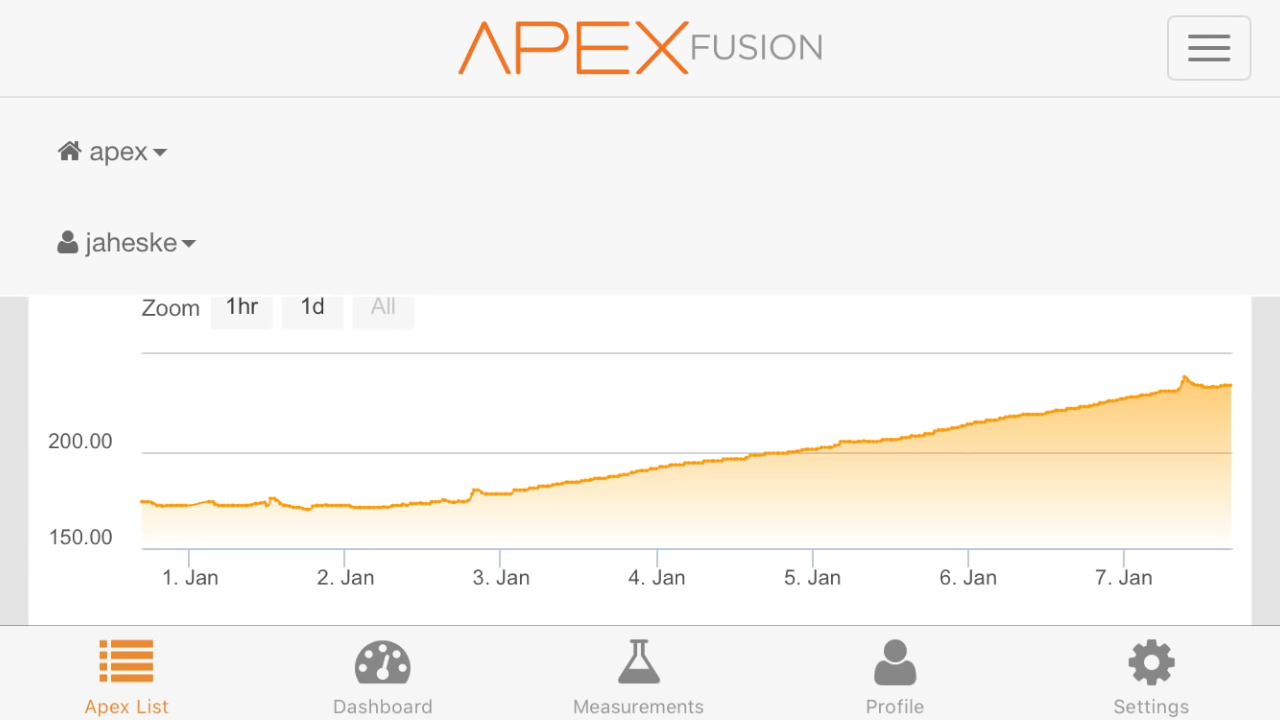 APEX FUSION
apex
jaheske
Zoom 1hr 1d All
200.00
150.00
1. Jan 2. Jan 3. Jan 4. Jan 5. Jan 6. Jan 7. Jan
Apex List Dashboard Measurements Profile Settings